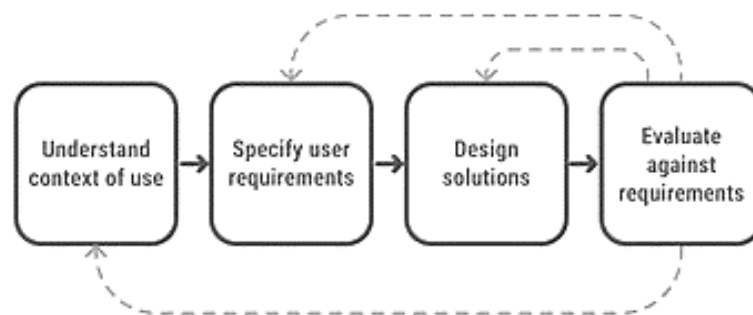 Understand
context of use
Specify user
requirements
Design
solutions
Evaluate
against
requirements